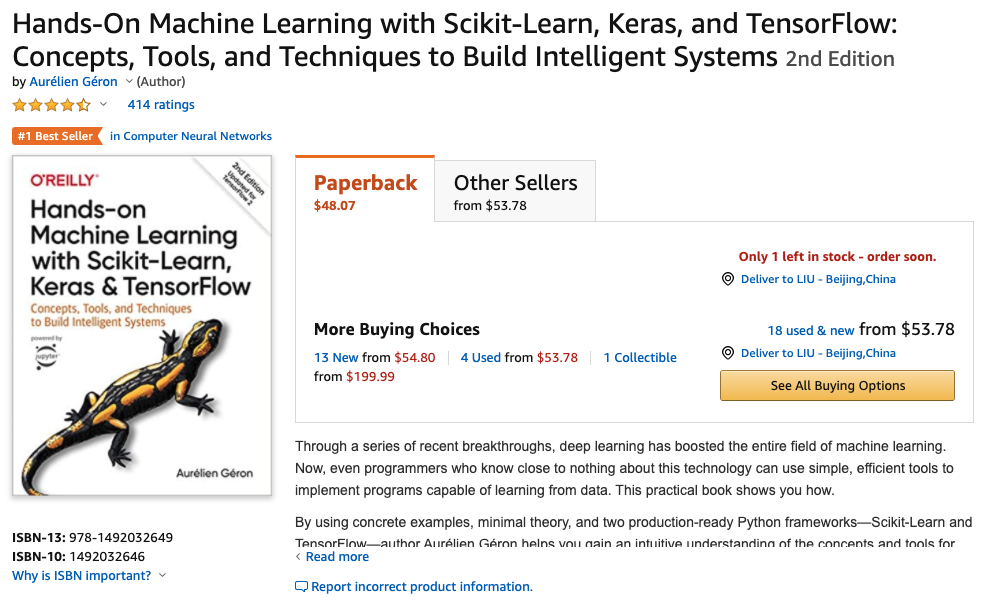 Hands-On Machine Learning with Scikit-Learn, Keras, and TensorFlow:
Concepts, Tools, and Techniques to Build Intelligent Systems 2nd Edition
by Aurélien Géron (Author)
414 ratings
#1 Best Seller in Computer Neural Networks
O'REILLY®
2nd Edition
Updated for
TensorFlow 2
Hands-on
Machine Learning
with Scikit-Learn,
Keras & TensorFlow
Concepts, Tools, and Techniques
to Build Intelligent Systems
powered by
jupyter
Aurélien Géron
ISBN-13: 978-1492032649
ISBN-10: 1492032646
Why is ISBN important?
Paperback
$48.07
Other Sellers
from $53.78
Only 1 left in stock - order soon.
Deliver to LIU - Beijing,China
More Buying Choices
13 New from $54.80 | 4 Used from $53.78 | 1 Collectible
from $199.99
18 used & new from $53.78
Deliver to LIU - Beijing,China
See All Buying Options
Through a series of recent breakthroughs, deep learning has boosted the entire field of machine learning.
Now, even programmers who know close to nothing about this technology can use simple, efficient tools to
implement programs capable of learning from data. This practical book shows you how.
By using concrete examples, minimal theory, and two production-ready Python frameworks—Scikit-Learn and
TensorFlow—author Aurélien Géron helps you gain an intuitive understanding of the concepts and tools for
‹ Read more
Report incorrect product information.